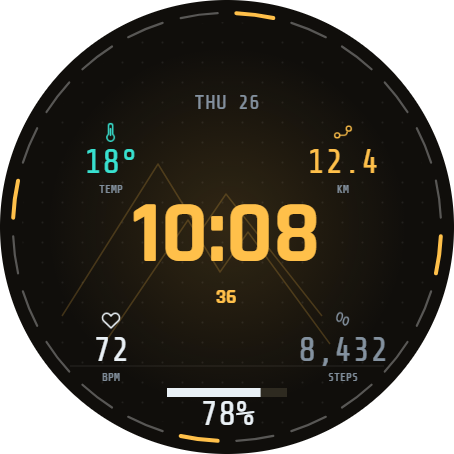 THU 26
18°
TEMP
12.4
KM
10:08
36
72
BPM
8,432
STEPS
78%